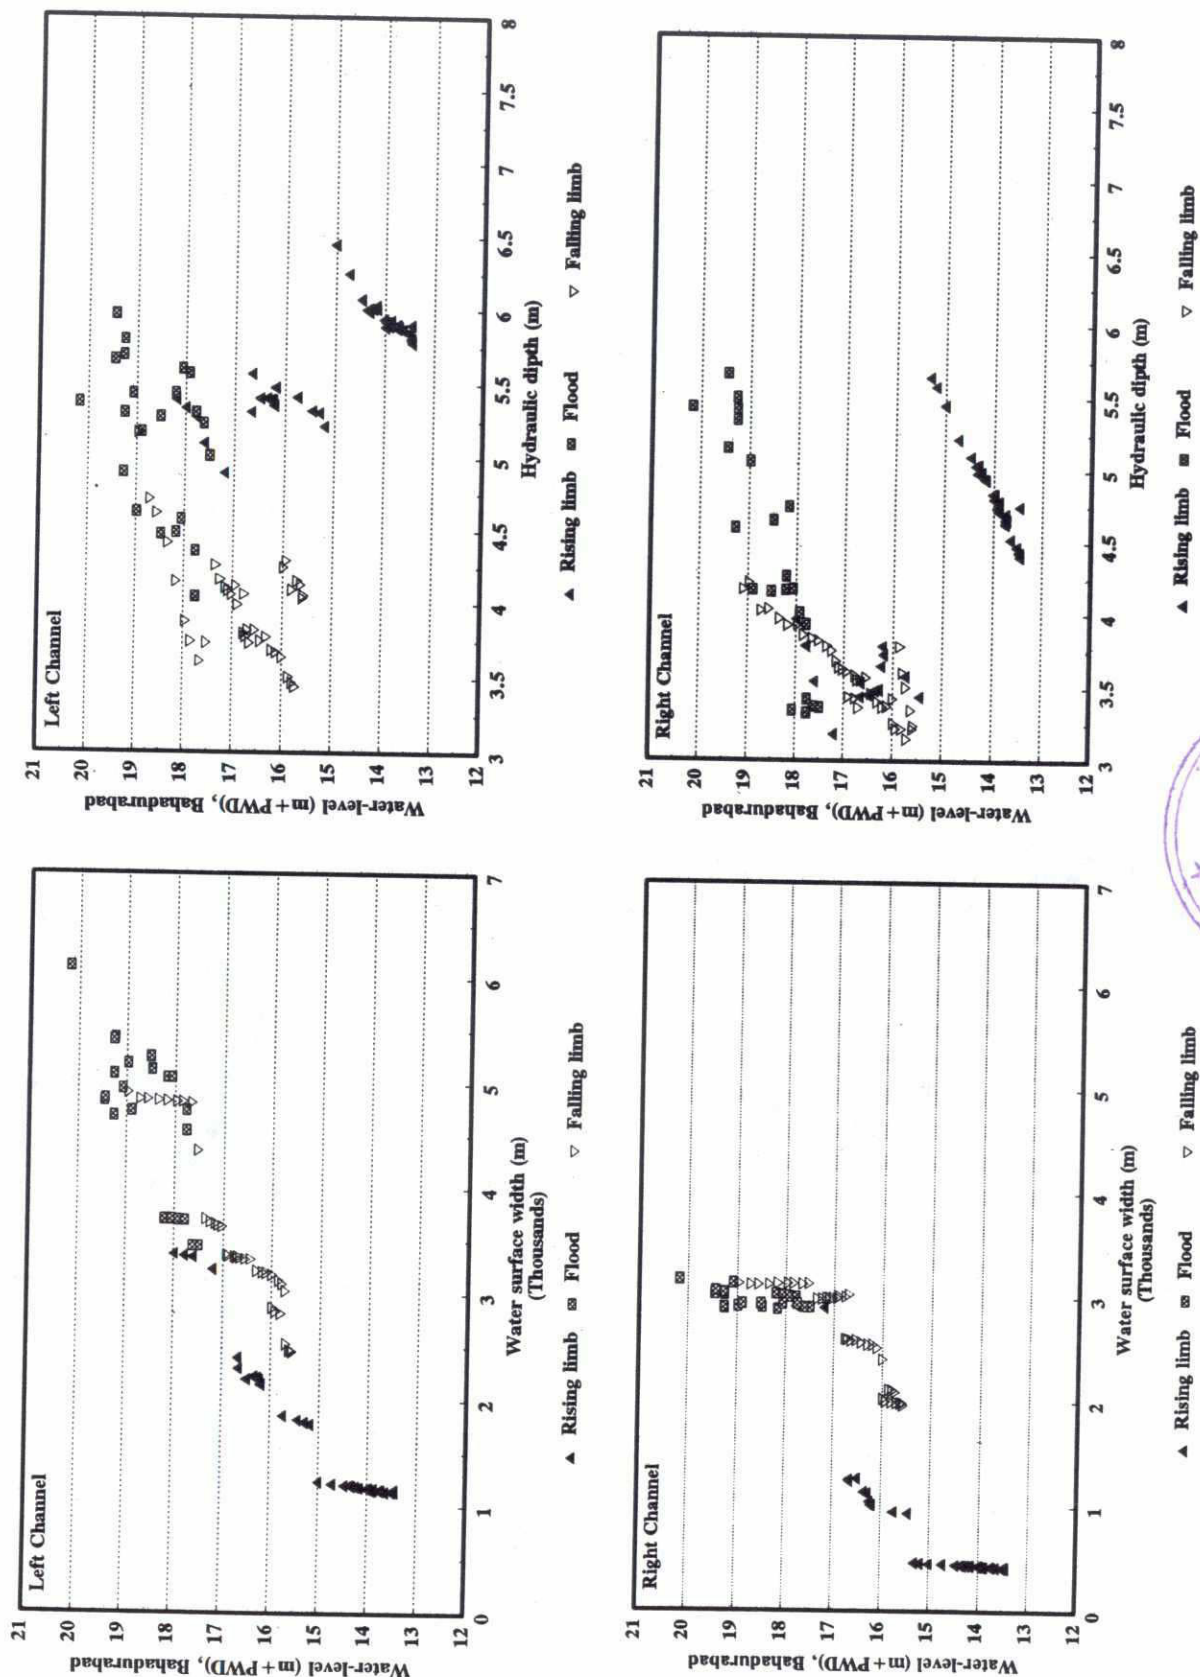 Left Channel
Water-level (m+PWD), Bahadurabad
21
20
19
18
17
16
15
14
13
12
0 1 2 3 4 5 6 7
Water surface width (m)
(Thousands)
▲ Rising limb ⊠ Flood ▽ Falling limb
Left Channel
Water-level (m+PWD), Bahadurabad
21
20
19
18
17
16
15
14
13
12
3 3.5 4 4.5 5 5.5 6 6.5 7 7.5 8
Hydraulic dipth (m)
▲ Rising limb ⊠ Flood ▽ Falling limb
Right Channel
Water-level (m+PWD), Bahadurabad
21
20
19
18
17
16
15
14
13
12
0 1 2 3 4 5 6 7
Water surface width (m)
(Thousands)
▲ Rising limb ⊠ Flood ▽ Falling limb
Right Channel
Water-level (m+PWD), Bahadurabad
21
20
19
18
17
16
15
14
13
12
3 3.5 4 4.5 5 5.5 6 6.5 7 7.5 8
Hydraulic dipth (m)
▲ Rising limb ⊠ Flood ▽ Falling limb